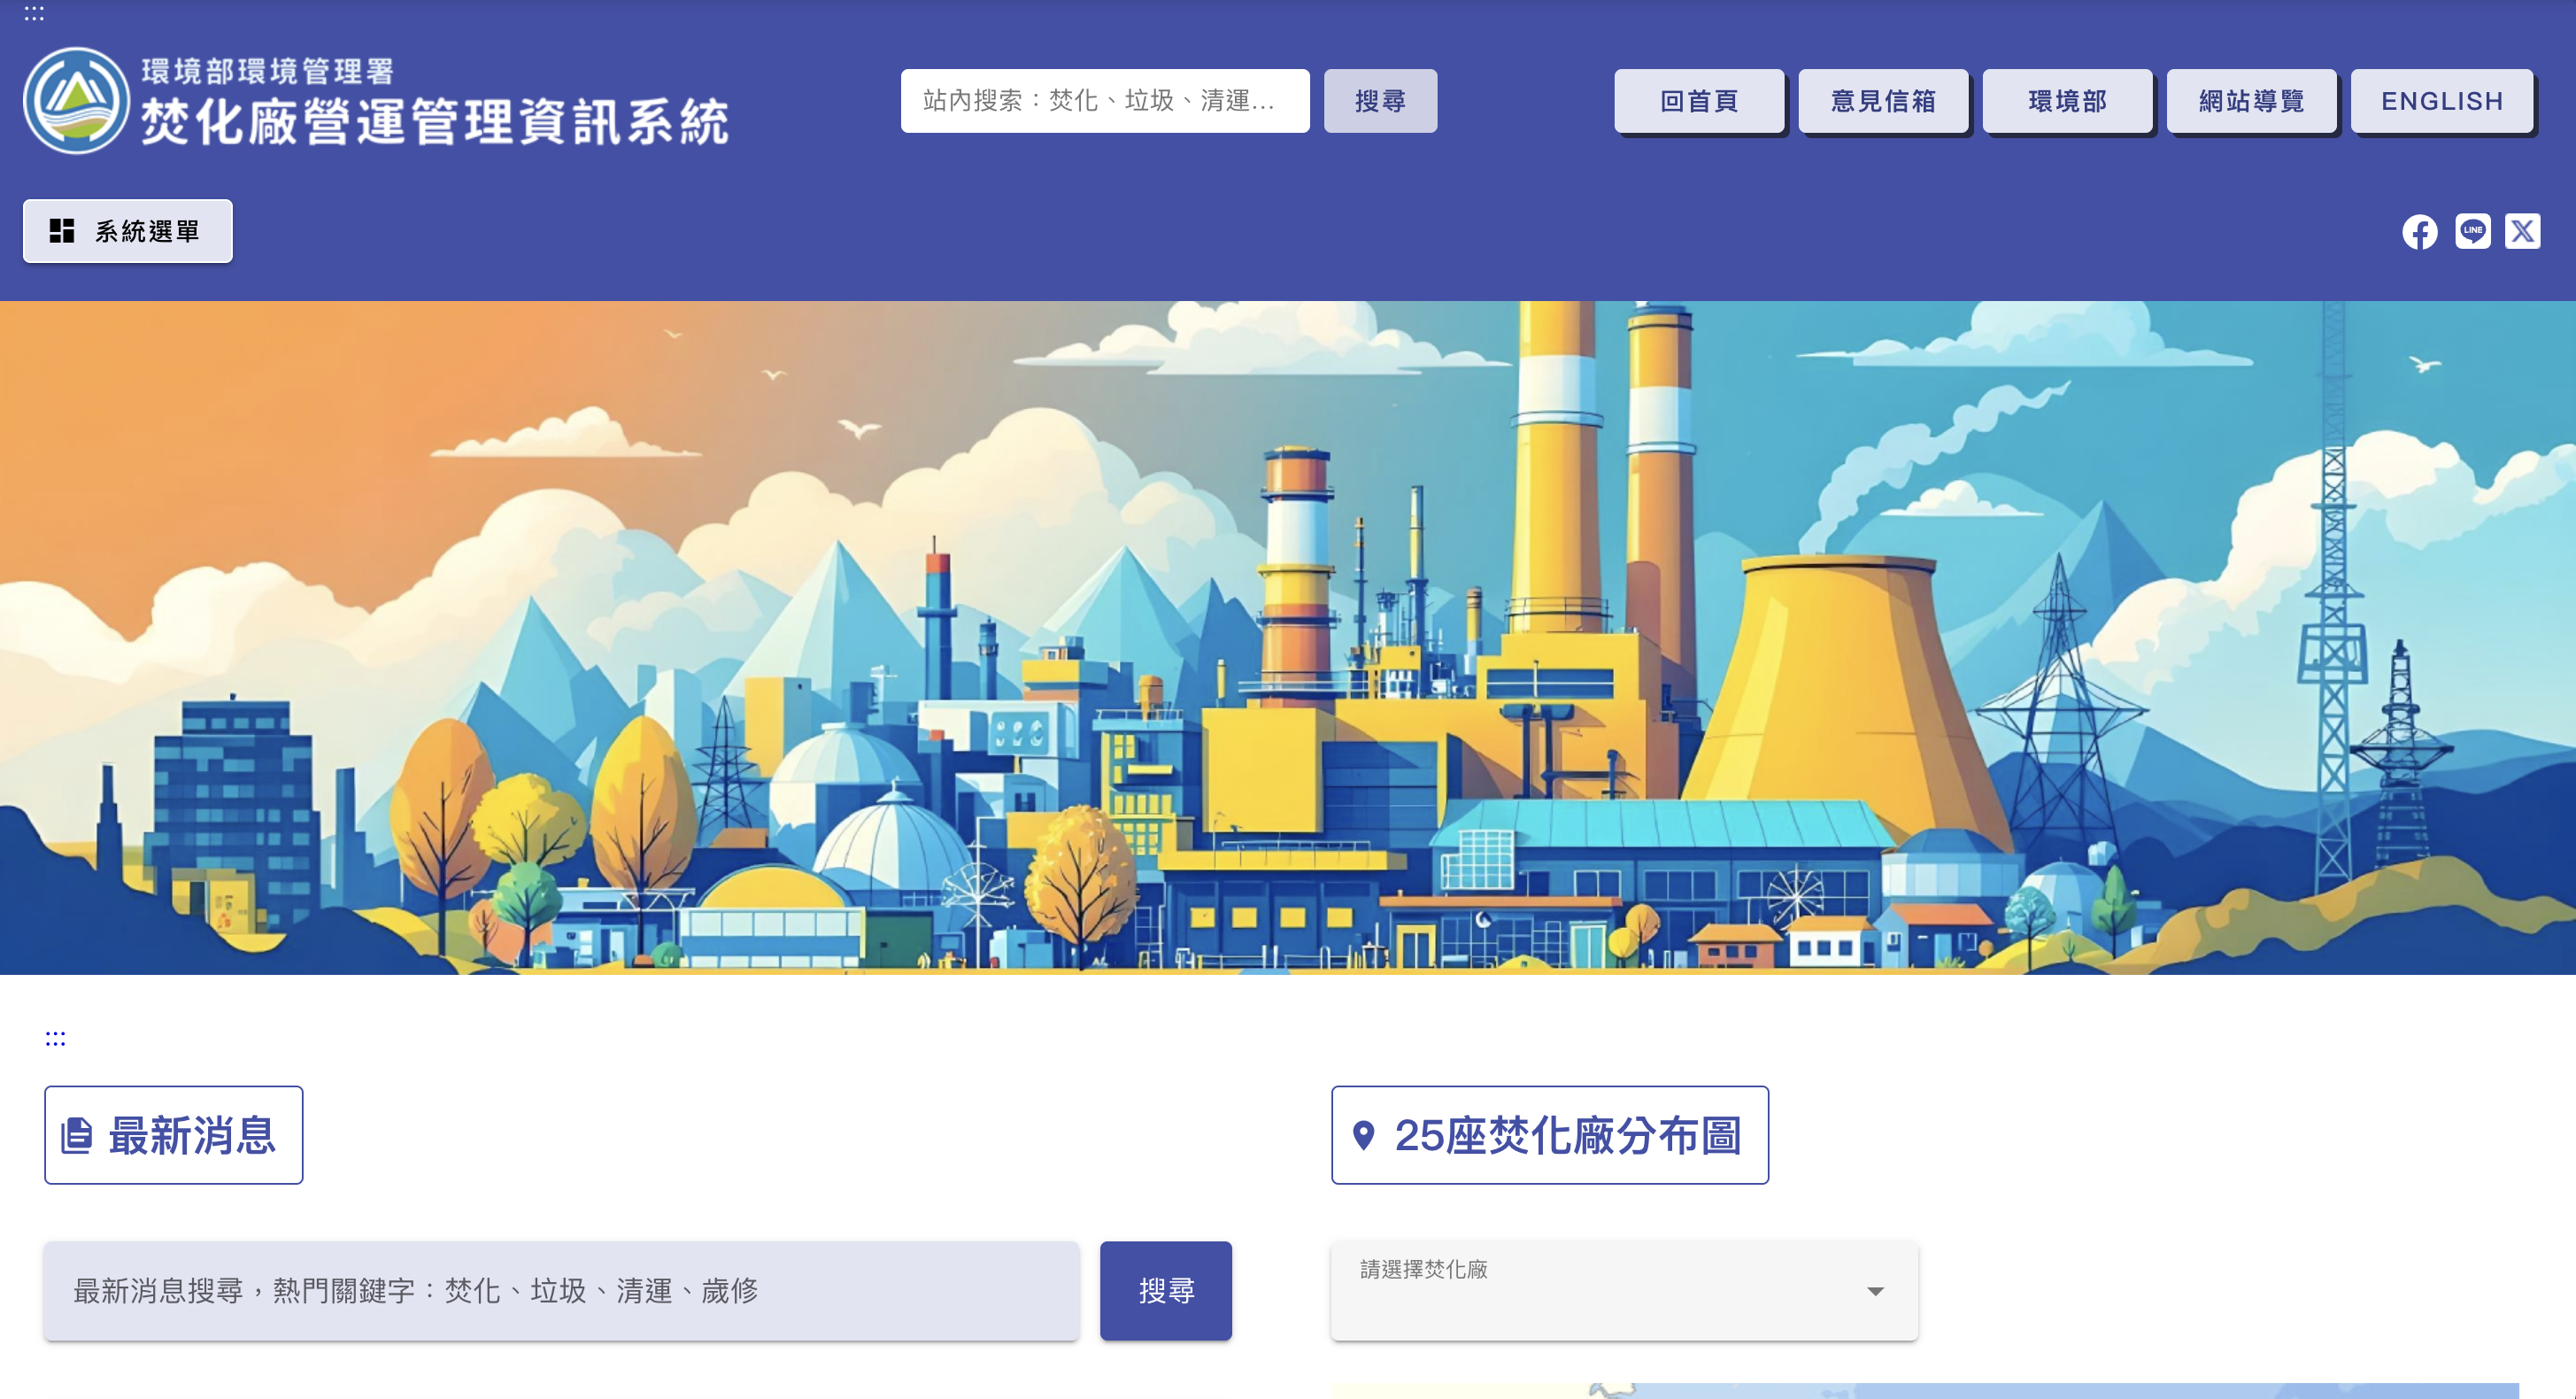 :::
環境部環境管理署
焚化廠營運管理資訊系統
站內搜索：焚化、垃圾、清運...
搜尋
回首頁
意見信箱
環境部
網站導覽
ENGLISH
系統選單
LINE
X
:::
最新消息
25座焚化廠分布圖
最新消息搜尋，熱門關鍵字：焚化、垃圾、清運、歲修
搜尋
請選擇焚化廠